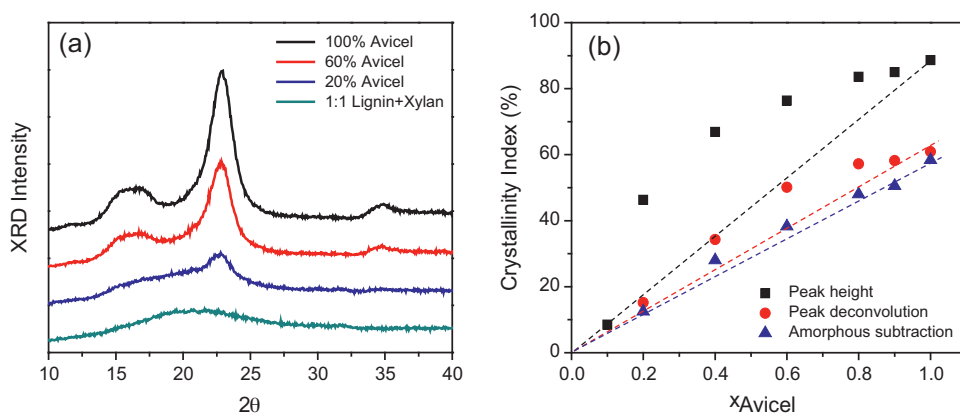 (a)
100% Avicel
60% Avicel
20% Avicel
1:1 Lignin+Xylan
XRD Intensity
10 15 20 25 30 35 40
2θ
(b)
100
80
60
40
20
0
Crystallinity Index (%)
Peak height
Peak deconvolution
Amorphous subtraction
0.0 0.2 0.4 0.6 0.8 1.0
xAvicel